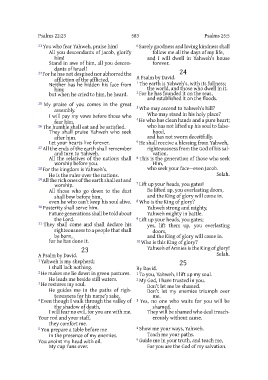 Psalms 22:23
503
Psalms 25:5
23 You who fear Yahweh, praise him!
All you descendants of Jacob, glorify
him!
Stand in awe of him, all you descen-
dants of Israel!
24 For he has not despised nor abhorred the
affliction of the afflicted,
Neither has he hidden his face from
him;
but when he cried to him, he heard.
25 My praise of you comes in the great
assembly.
I will pay my vows before those who
fear him.
26 The humble shall eat and be satisfied.
They shall praise Yahweh who seek
after him.
Let your hearts live forever.
27 All the ends of the earth shall remember
and turn to Yahweh.
All the relatives of the nations shall
worship before you.
28 For the kingdom is Yahweh's.
He is the ruler over the nations.
29 All the rich ones of the earth shall eat and
worship.
All those who go down to the dust
shall bow before him,
even he who can't keep his soul alive.
30 Posterity shall serve him.
Future generations shall be told about
the Lord.
31 They shall come and shall declare his
righteousness to a people that shall
be born,
for he has done it.
23
A Psalm by David.
1 Yahweh is my shepherd;
I shall lack nothing.
2 He makes me lie down in green pastures.
He leads me beside still waters.
3 He restores my soul.
He guides me in the paths of righ-
teousness for his name's sake.
4 Even though I walk through the valley of
the shadow of death,
I will fear no evil, for you are with me.
Your rod and your staff,
they comfort me.
5 You prepare a table before me
in the presence of my enemies.
You anoint my head with oil.
My cup runs over.
6 Surely goodness and loving kindness shall
follow me all the days of my life,
and I will dwell in Yahweh's house
forever.
24
A Psalm by David.
1 The earth is Yahweh's, with its fullness;
the world, and those who dwell in it.
2 For he has founded it on the seas,
and established it on the floods.
3 Who may ascend to Yahweh's hill?
Who may stand in his holy place?
4 He who has clean hands and a pure heart;
who has not lifted up his soul to false-
hood,
and has not sworn deceitfully.
5 He shall receive a blessing from Yahweh,
righteousness from the God of his sal-
vation.
6 This is the generation of those who seek
Him,
who seek your face—even Jacob.
Selah.
7 Lift up your heads, you gates!
Be lifted up, you everlasting doors,
and the King of glory will come in.
8 Who is the King of glory?
Yahweh strong and mighty,
Yahweh mighty in battle.
9 Lift up your heads, you gates;
yes, lift them up, you everlasting
doors,
and the King of glory will come in.
10 Who is this King of glory?
Yahweh of Armies is the King of glory!
Selah.
25
By David.
1 To you, Yahweh, I lift up my soul.
2 My God, I have trusted in you.
Don't let me be shamed.
Don't let my enemies triumph over
me.
3 Yes, no one who waits for you will be
shamed.
They will be shamed who deal treach-
erously without cause.
4 Show me your ways, Yahweh.
Teach me your paths.
5 Guide me in your truth, and teach me,
For you are the God of my salvation.